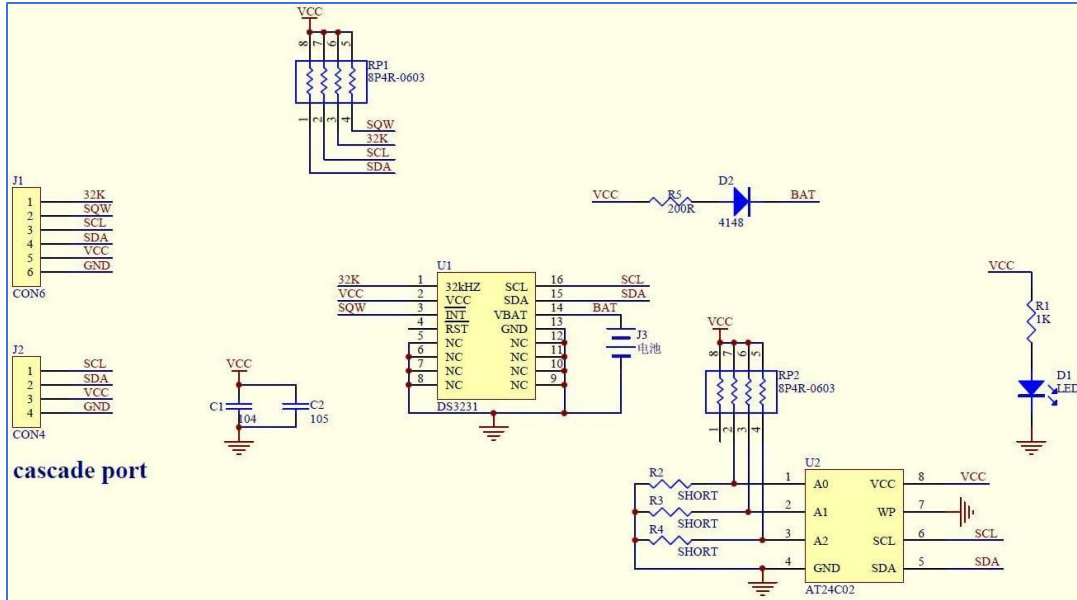 VCC
8 7 6 5
RP1
8P4R-0603
1 2 3 4
SQW
32K
SCL
SDA
J1
1 32K
2 SQW
3 SCL
4 SDA
5 VCC
6 GND
CON6
VCC R5 D2 BAT
200R
4148
U1
32K 1 32kHZ SCL 16 SCL
VCC 2 VCC SDA 15 SDA
SQW 3 INT VBAT 14 BAT
4 RST GND 13
5 NC NC 12
6 NC NC 11
7 NC NC 10
8 NC NC 9
DS3231
J3
电池
VCC
R1
1K
D1
LED
J2
1 SCL
2 SDA
3 VCC
4 GND
CON4
VCC
C1 C2
104 105
VCC
8 7 6 5
RP2
8P4R-0603
1 2 3 4
cascade port
U2
R2 1 A0 VCC 8 VCC
SHORT
R3 2 A1 WP 7
SHORT
R4 3 A2 SCL 6 SCL
SHORT
4 GND SDA 5 SDA
AT24C02